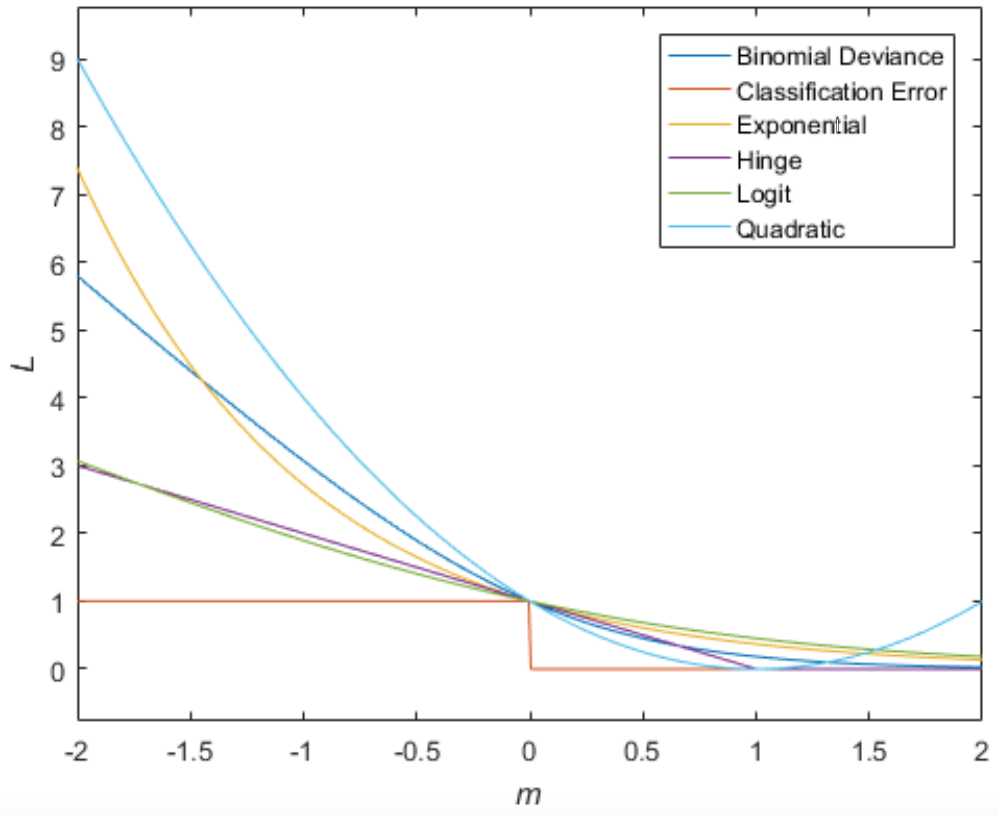 9
8
7
6
5
4
3
2
1
0
L
Binomial Deviance
Classification Error
Exponential
Hinge
Logit
Quadratic
-2 -1.5 -1 -0.5 0 0.5 1 1.5 2
m